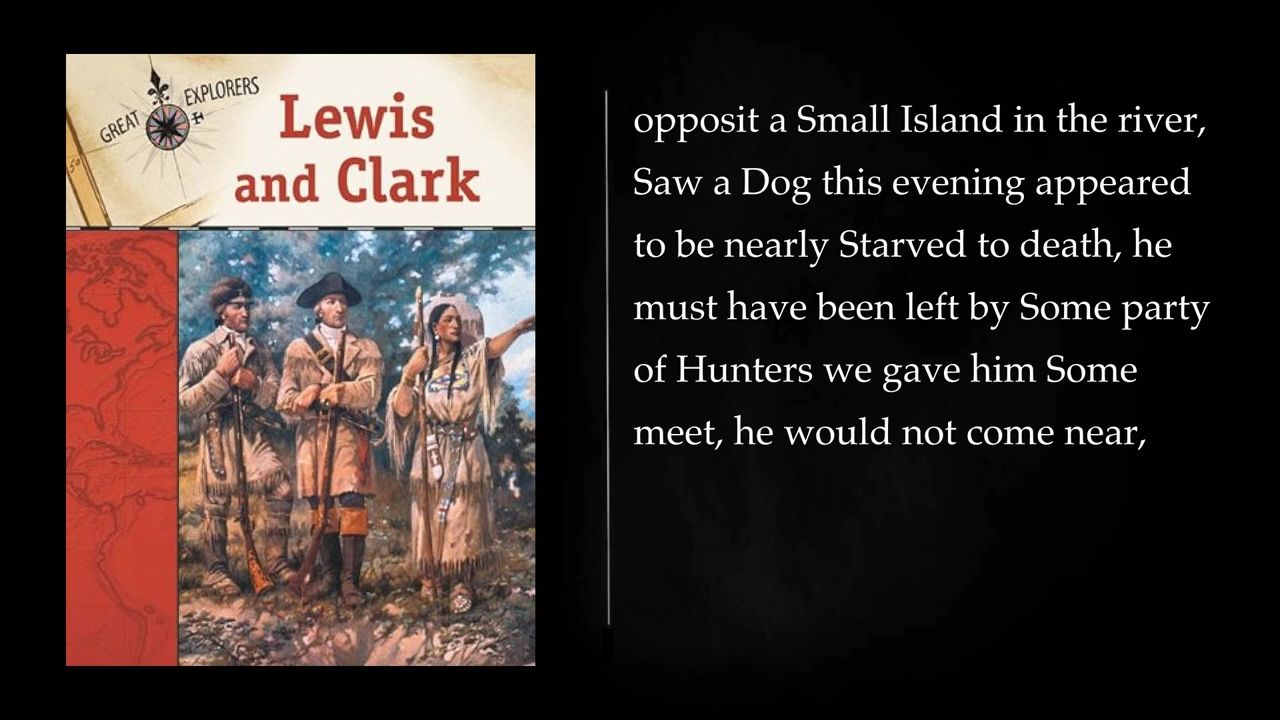 GREAT EXPLORERS
E
50
Lewis
and Clark
opposit a Small Island in the river,
Saw a Dog this evening appeared
to be nearly Starved to death, he
must have been left by Some party
of Hunters we gave him Some
meet, he would not come near,